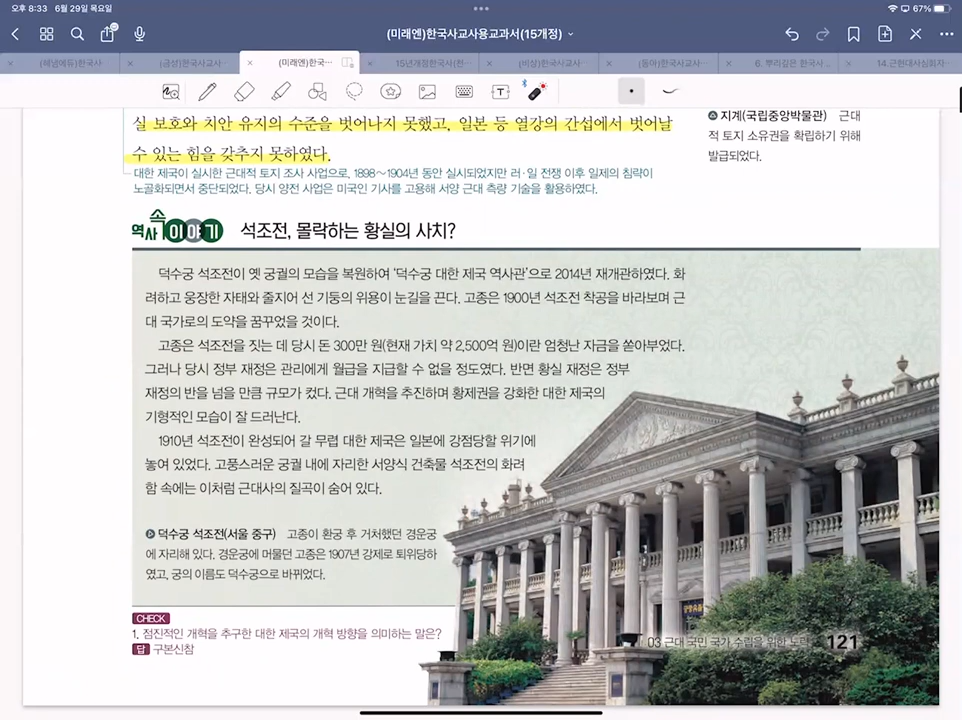 오후 8:33 6월 29일 목요일
67%
(미래엔)한국사교사용교과서(15개정)
(해냄에듀)한국사
(금성)한국사교사…
(미래엔)한국…
15년개정한국사(천…
(비상)한국사교사…
(동아)한국사교사…
6. 뿌리깊은 한국사…
14.근현대사심화자
실 보호와 치안 유지의 수준을 벗어나지 못했고, 일본 등 열강의 간섭에서 벗어날
수 있는 힘을 갖추지 못하였다.
대한 제국이 실시한 근대적 토지 조사 사업으로, 1898～1904년 동안 실시되었지만 러·일 전쟁 이후 일제의 침략이
노골화되면서 중단되었다. 당시 양전 사업은 미국인 기사를 고용해 서양 근대 측량 기술을 활용하였다.
지계(국립중앙박물관) 근대
적 토지 소유권을 확립하기 위해
발급되었다.
역사 속 이야기 석조전, 몰락하는 황실의 사치?
덕수궁 석조전이 옛 궁궐의 모습을 복원하여 ‘덕수궁 대한 제국 역사관’으로 2014년 재개관하였다. 화
려하고 웅장한 자태와 줄지어 선 기둥의 위용이 눈길을 끈다. 고종은 1900년 석조전 착공을 바라보며 근
대 국가로의 도약을 꿈꾸었을 것이다.
고종은 석조전을 짓는 데 당시 돈 300만 원(현재 가치 약 2,500억 원)이란 엄청난 자금을 쏟아부었다.
그러나 당시 정부 재정은 관리에게 월급을 지급할 수 없을 정도였다. 반면 황실 재정은 정부
재정의 반을 넘을 만큼 규모가 컸다. 근대 개혁을 추진하며 황제권을 강화한 대한 제국의
기형적인 모습이 잘 드러난다.
1910년 석조전이 완성되어 갈 무렵 대한 제국은 일본에 강점당할 위기에
놓여 있었다. 고풍스러운 궁궐 내에 자리한 서양식 건축물 석조전의 화려
함 속에는 이처럼 근대사의 질곡이 숨어 있다.
덕수궁 석조전(서울 중구) 고종이 환궁 후 거처했던 경운궁
에 자리해 있다. 경운궁에 머물던 고종은 1907년 강제로 퇴위당하
였고, 궁의 이름도 덕수궁으로 바뀌었다.
CHECK
1. 점진적인 개혁을 추구한 대한 제국의 개혁 방향을 의미하는 말은?
답 구본신참
03 근대 국민 국가 수립을 위한 노력 121